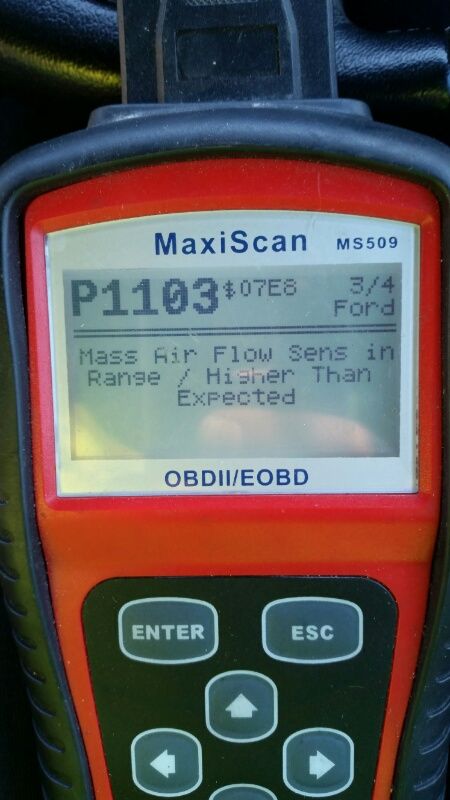 MaxiScan MS509
P1103 $07E8 3/4
Ford
Mass Air Flow Sens in
Range / Higher Than
Expected
OBDII/EOBD
ENTER ESC